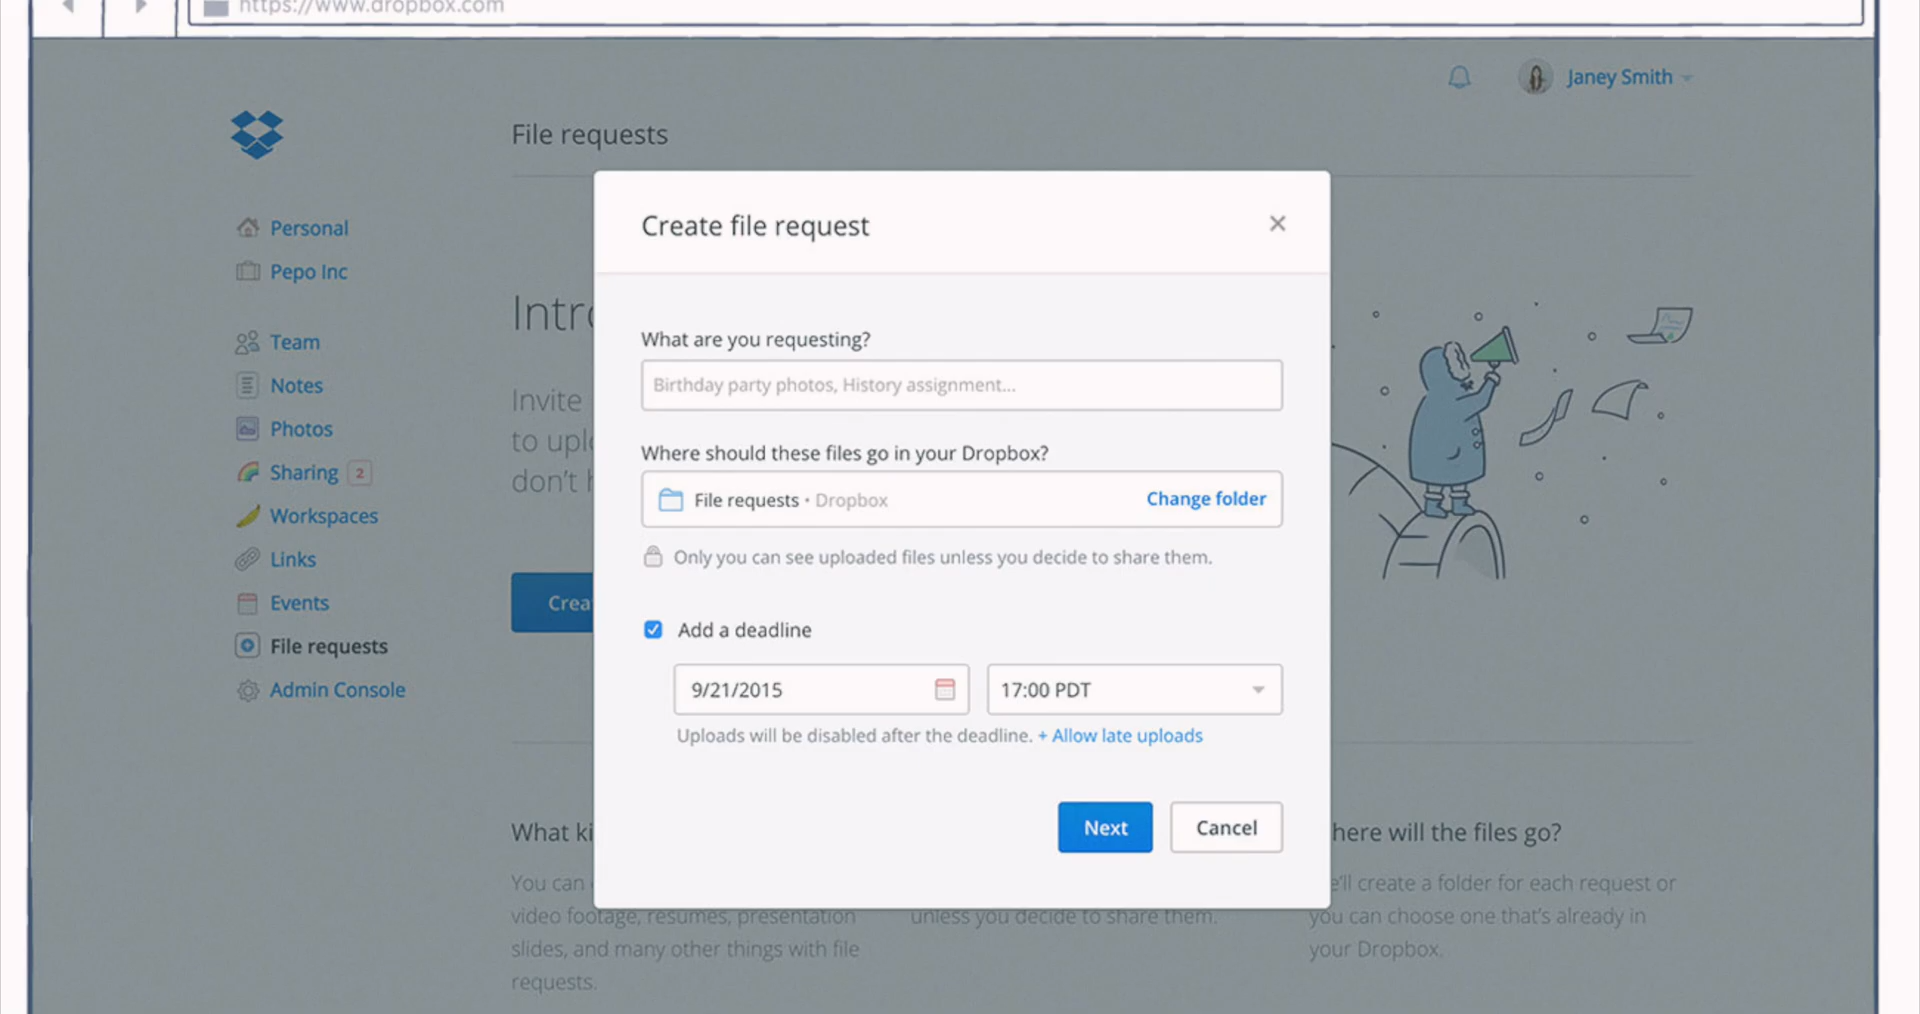 https://www.dropbox.com
Janey Smith
File requests
Personal
Pepo Inc
Team
Notes
Photos
Sharing 2
Workspaces
Links
Events
File requests
Admin Console
Invite
don't
Create file request
What are you requesting?
Birthday party photos, History assignment...
Where should these files go in your Dropbox?
File requests • Dropbox
Change folder
Only you can see uploaded files unless you decide to share them.
Add a deadline
9/21/2015
17:00 PDT
Uploads will be disabled after the deadline. + Allow late uploads
Next
Cancel
What
You can
video footage, resumes, presentation
slides, and many other things with file
requests.
unless you decide to share them.
here will the files go?
e'll create a folder for each request or
you can choose one that's already in
your Dropbox.